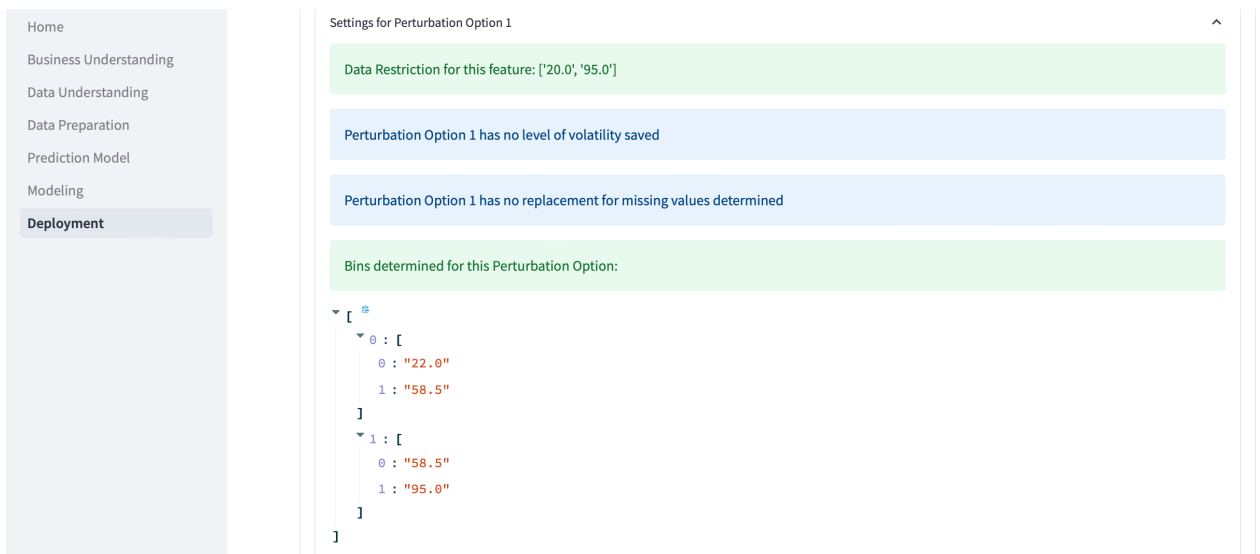 Home
Business Understanding
Data Understanding
Data Preparation
Prediction Model
Modeling
Deployment
Settings for Perturbation Option 1
Data Restriction for this feature: ['20.0', '95.0']
Perturbation Option 1 has no level of volatility saved
Perturbation Option 1 has no replacement for missing values determined
Bins determined for this Perturbation Option:
[
0 : [
0 : "22.0"
1 : "58.5"
]
1 : [
0 : "58.5"
1 : "95.0"
]
]